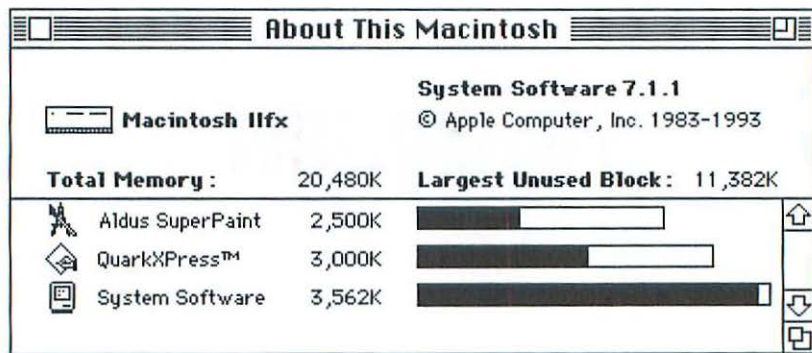 About This Macintosh
System Software 7.1.1
Macintosh IIfx
© Apple Computer, Inc. 1983-1993
Total Memory : 20,480K Largest Unused Block : 11,382K
Aldus SuperPaint 2,500K
QuarkXPress™ 3,000K
System Software 3,562K